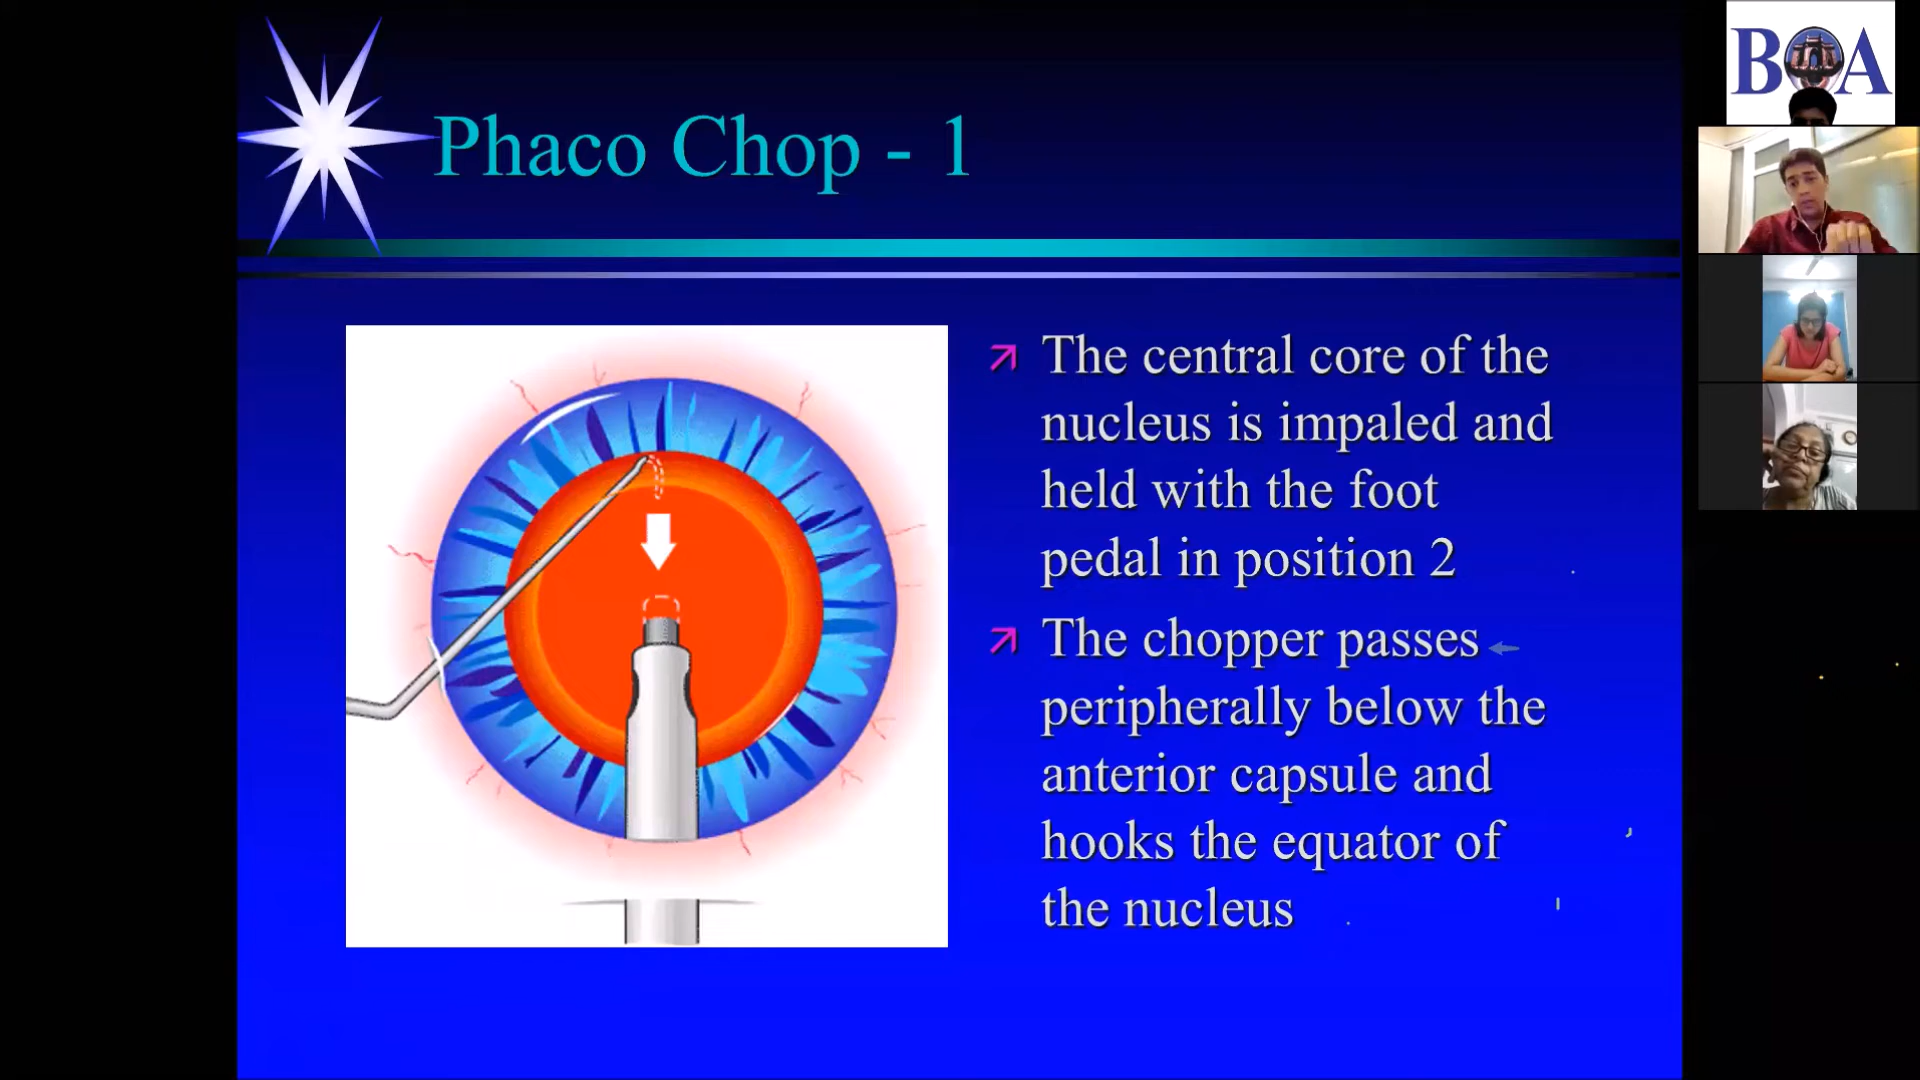 Phaco Chop - 1
The central core of the
nucleus is impaled and
held with the foot
pedal in position 2
The chopper passes
peripherally below the
anterior capsule and
hooks the equator of
the nucleus
BOA